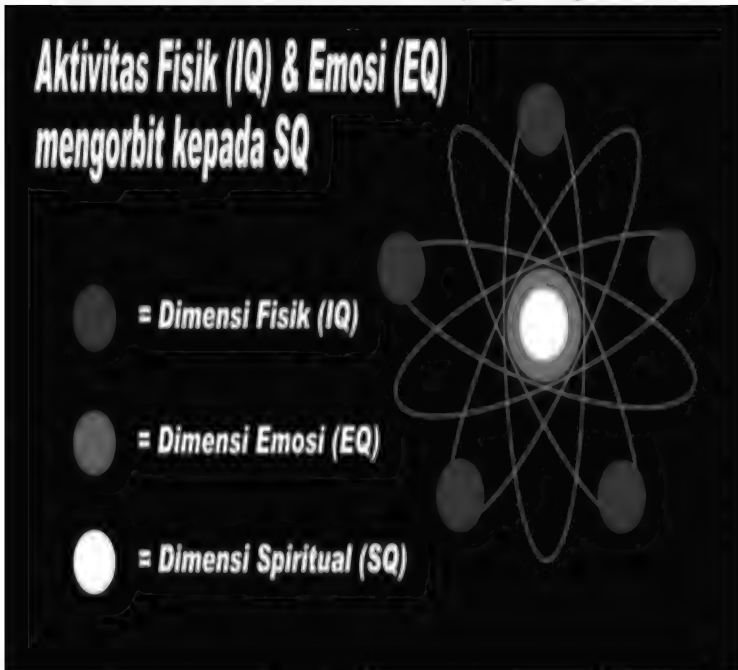 Aktivitas Fisik (IQ) & Emosi (EQ)
mengorbit kepada SQ
= Dimensi Fisik (IQ)
= Dimensi Emosi (EQ)
= Dimensi Spiritual (SQ)